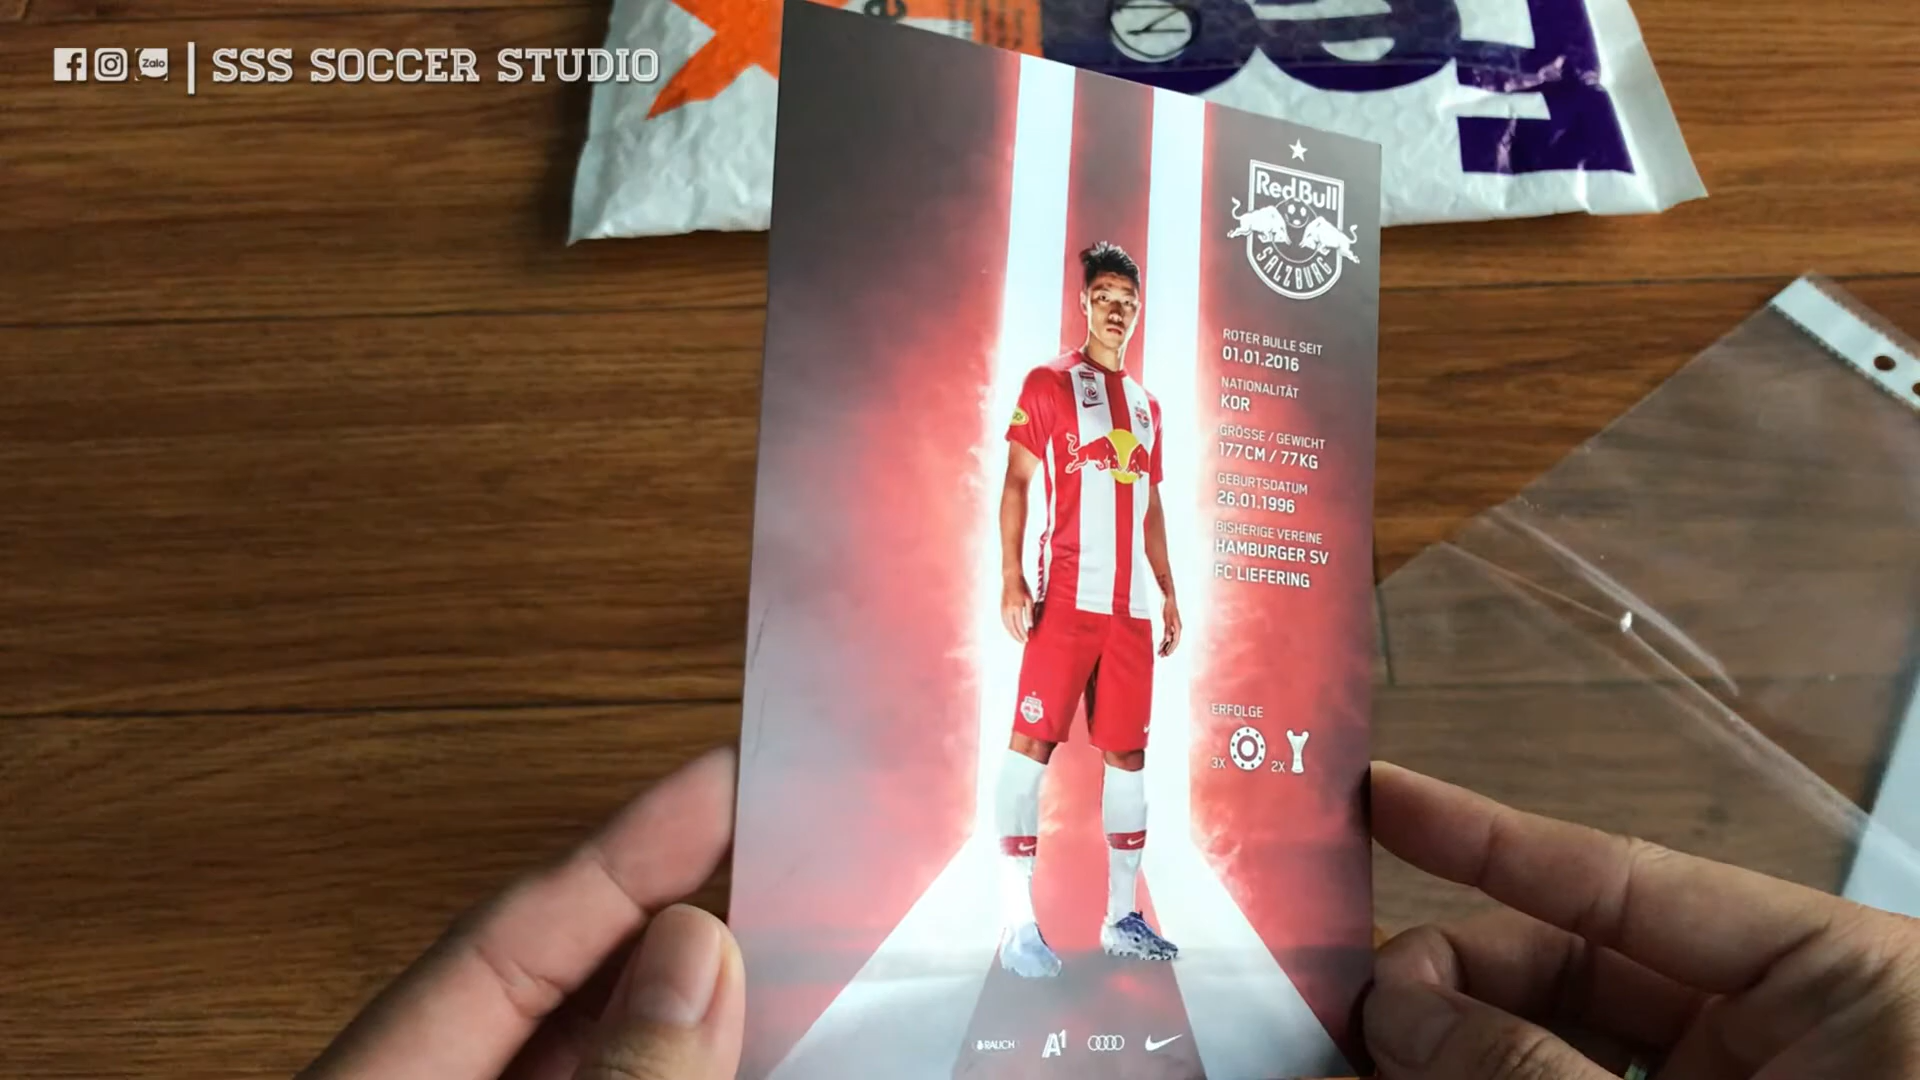 Zalo
SSS SOCCER STUDIO
Red Bull
SALZBURG
ROTER BULLE SEIT
01.01.2016
NATIONALITÄT
KOR
GRÖSSE / GEWICHT
177CM / 77KG
GEBURTSDATUM
26.01.1996
BISHERIGE VEREINE
HAMBURGER SV
FC LIEFERING
ERFOLGE
3X 2X
RAUCH A1